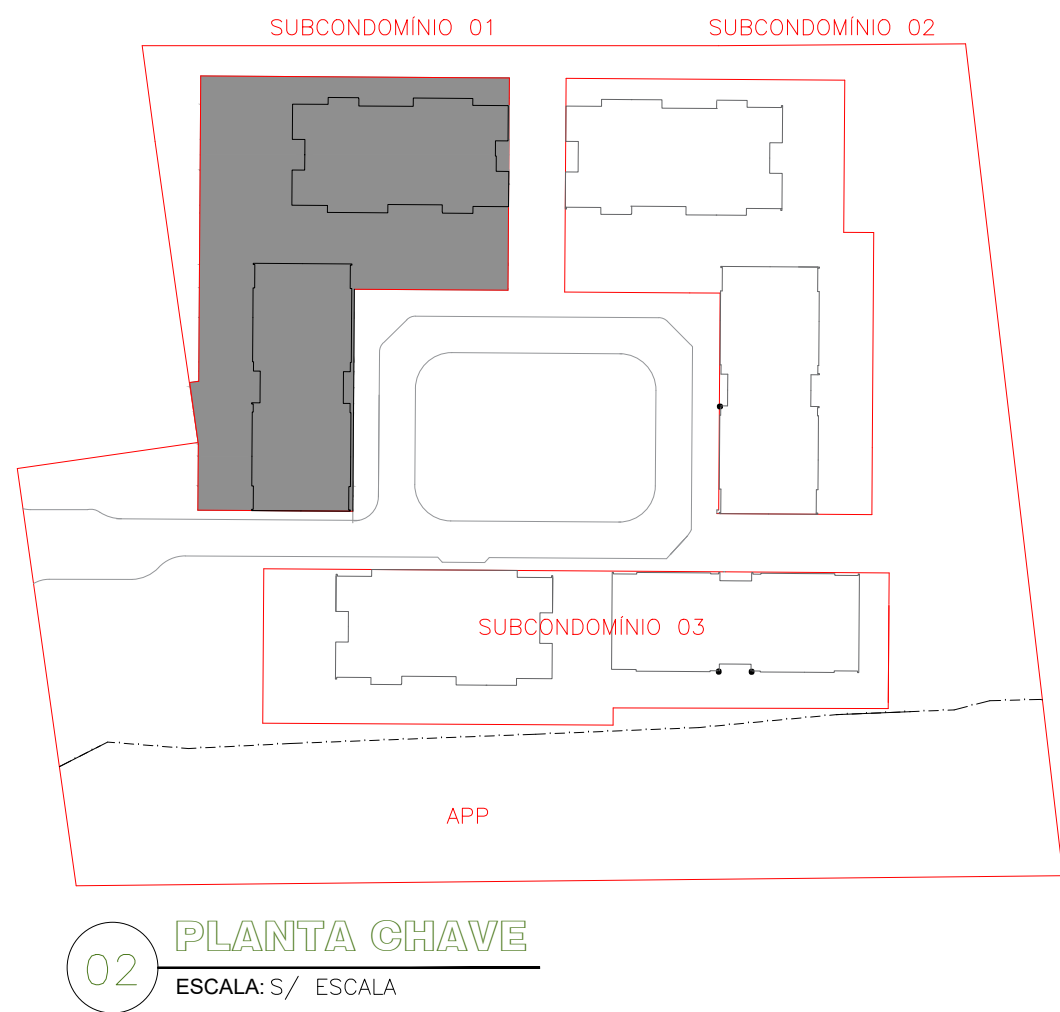 SUBCONDOMÍNIO 01
SUBCONDOMÍNIO 02
SUBCONDOMÍNIO 03
APP
02
PLANTA CHAVE
ESCALA: S/ ESCALA